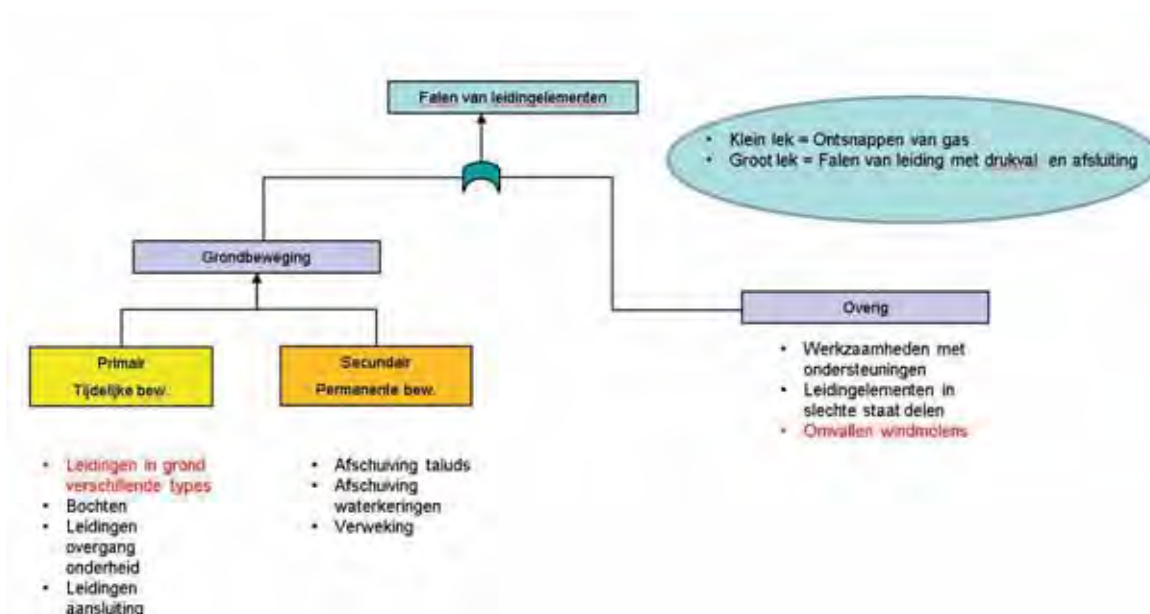 Falen van leidingelementen
• Klein lek = Ontsnappen van gas
• Groot lek = Falen van leiding met drukval en afsluiting
Grondbeweging
Overig
Primair
Tijdelijke bew.
Secundair
Permanente bew.
• Werkzaamheden met
ondersteuningen
• Leidingelementen in
slechte staat delen
• Omvallen windmolens
• Leidingen in grond
verschillende types
• Bochten
• Leidingen
overgang
onderheid
• Leidingen
aansluiting
• Afschuiving taluds
• Afschuiving
waterkeringen
• Verweking